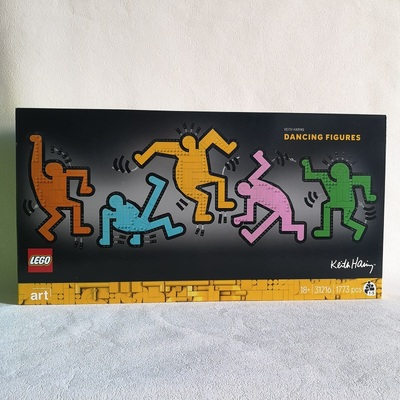 KEITH HARING
DANCING FIGURES
LEGO
Keith Haring
art
18+ 31216 1773 pcs